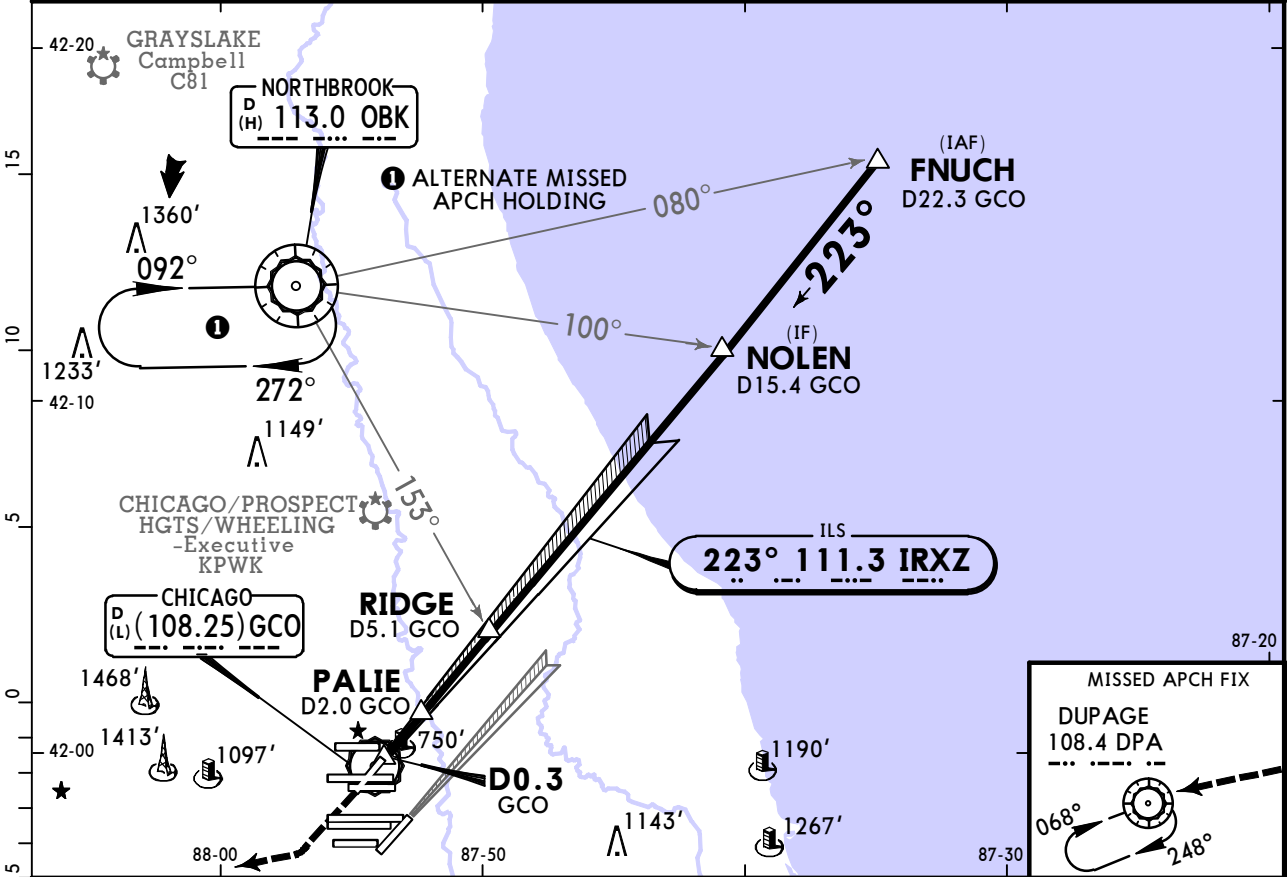 42-20
GRAYSLAKE
Campbell
C81
NORTHBROOK
D
(H) 113.0 OBK
15
1360'
092°
❶ ALTERNATE MISSED
APCH HOLDING
080°
(IAF)
FNUCH
D22.3 GCO
223°
❶
100°
(IF)
NOLEN
D15.4 GCO
10
1233'
272°
42-10
1149'
153°
CHICAGO/PROSPECT
HGTS/WHEELING
-Executive
KPWK
5
ILS
223° 111.3 IRXZ
CHICAGO
D
(L) (108.25) GCO
RIDGE
D5.1 GCO
87-20
1468'
PALIE
D2.0 GCO
0
MISSED APCH FIX
DUPAGE
108.4 DPA
1413'
42-00
1097'
750'
1190'
D0.3
GCO
1143'
1267'
068°
248°
5
88-00
87-50
87-30